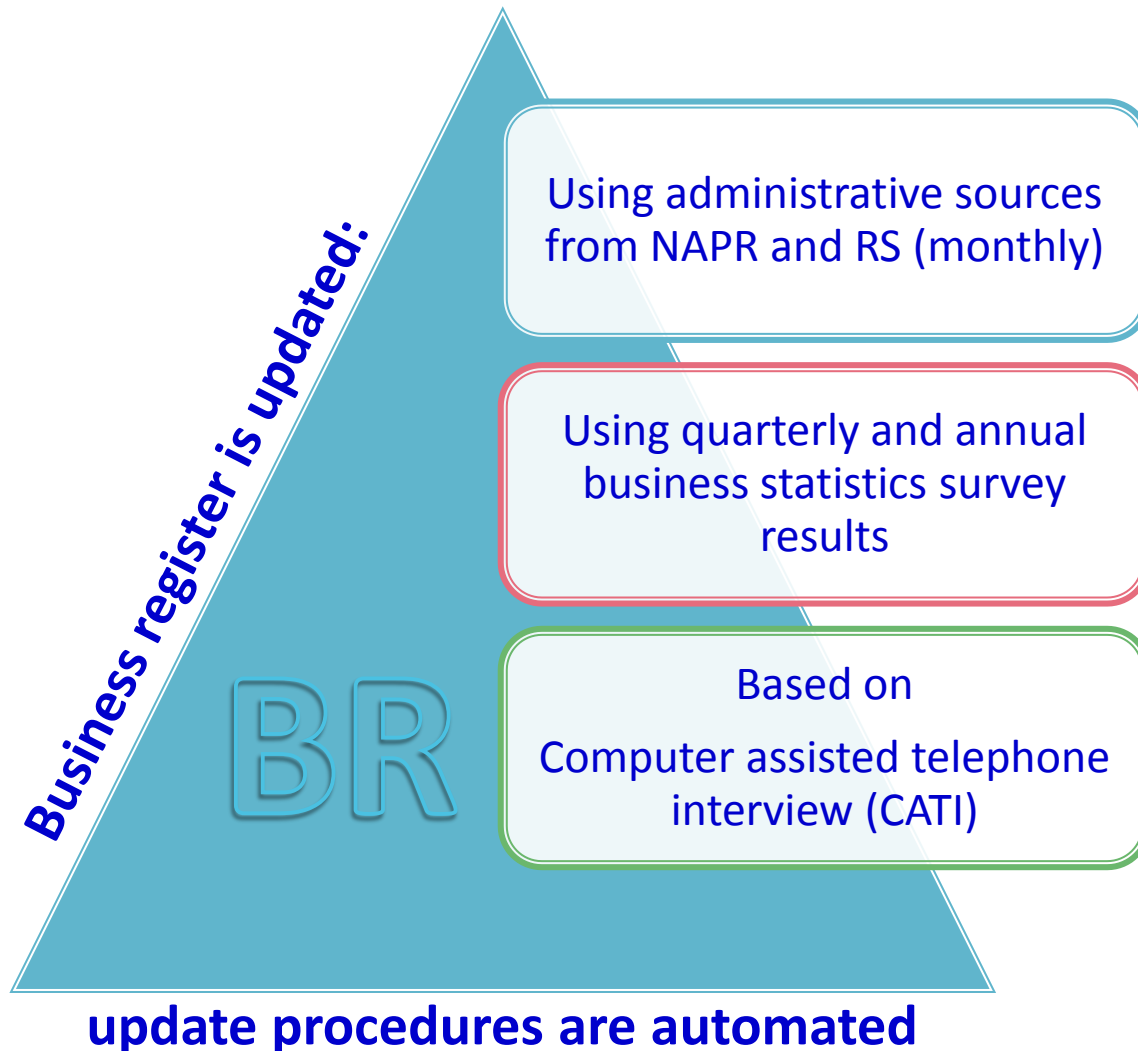 Business register is updated:
Using administrative sources
from NAPR and RS (monthly)
Using quarterly and annual
business statistics survey
results
BR
Based on
Computer assisted telephone
interview (CATI)
update procedures are automated